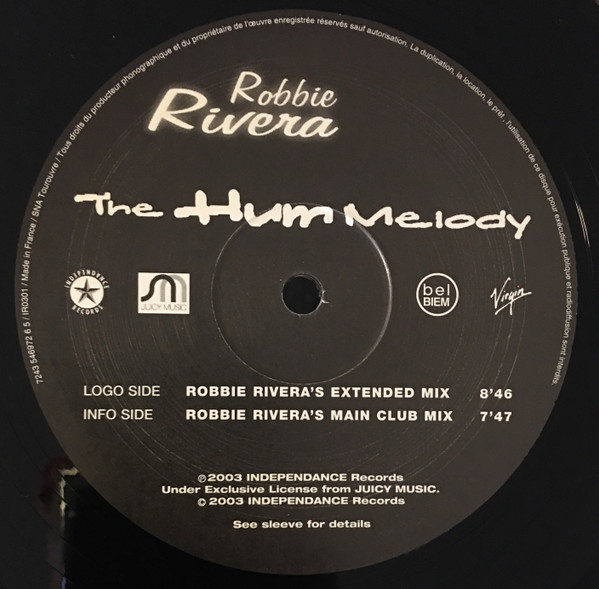 7243 546972 6 5 / IR0301 / Made in France / SNA Tourouvre / Tous droits du producteur phonographique et du propriétaire de l'œuvre enregistrée réservés sauf autorisation. La duplication, la location, le prêt, l'utilisation de ce disque pour exécution publique et radiodiffusion sont interdits.
Robbie
Rivera
The Hum Melody
INDEPENDANCE
RECORDS
JUICY MUSIC
bel
BIEM
Virgin
LOGO SIDE ROBBIE RIVERA'S EXTENDED MIX 8'46
INFO SIDE ROBBIE RIVERA'S MAIN CLUB MIX 7'47
℗2003 INDEPENDANCE Records
Under Exclusive License from JUICY MUSIC.
© 2003 INDEPENDANCE Records
See sleeve for details